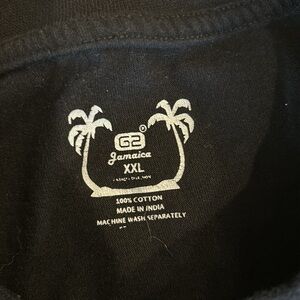 G2 ®
Jamaica
XXL
100% COTTON
MADE IN INDIA
MACHINE WASH SEPARATELY